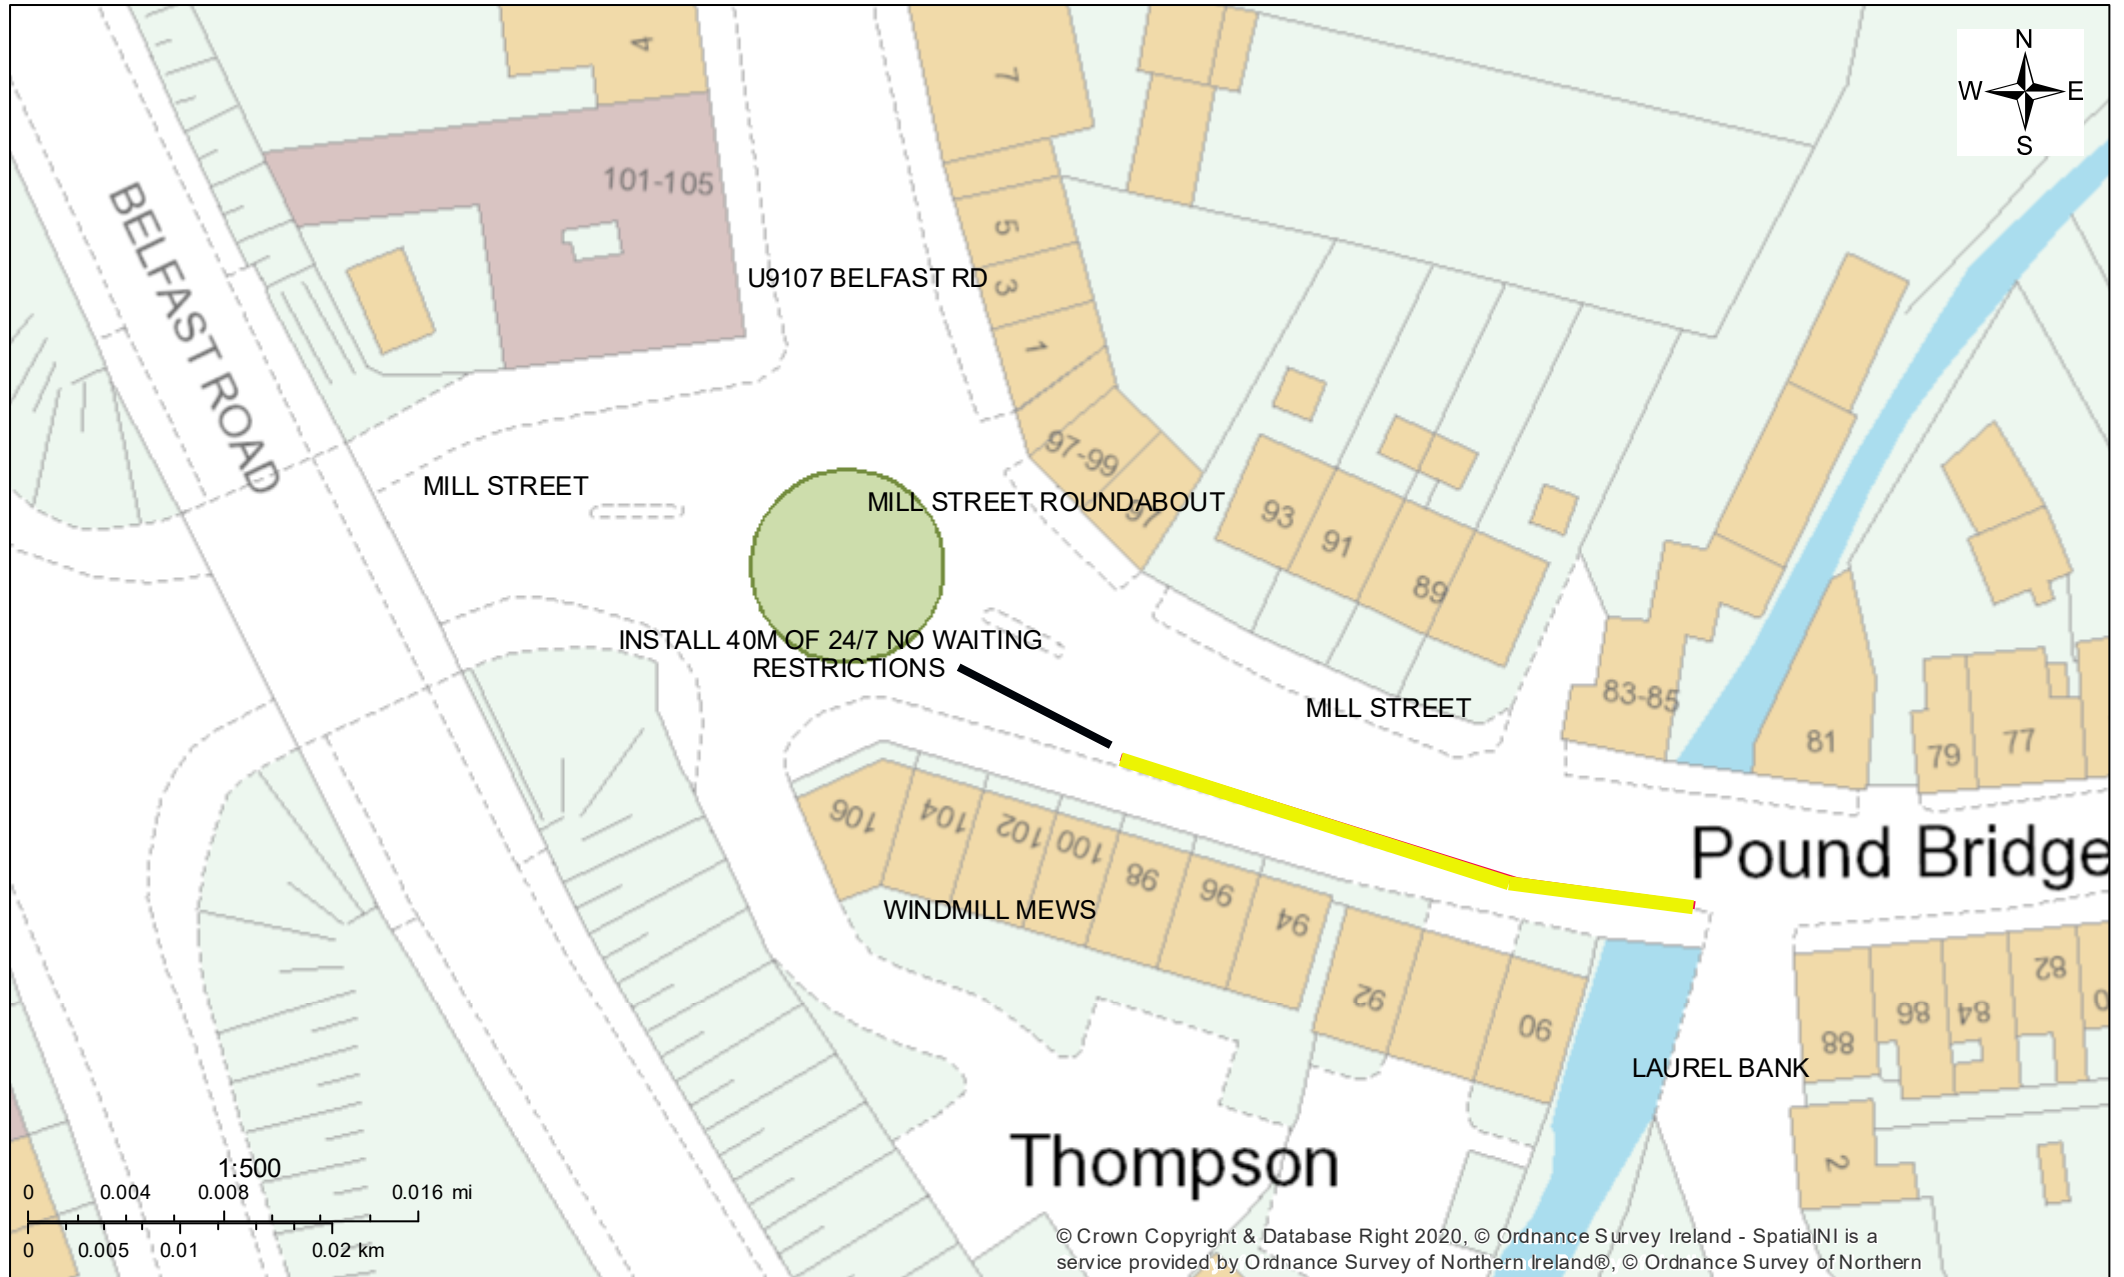 N
W E
S
4
7
101-105
5
BELFAST ROAD
U9107 BELFAST RD
3
1
97-99
MILL STREET
MILL STREET ROUNDABOUT
97
93
91
89
INSTALL 40M OF 24/7 NO WAITING
RESTRICTIONS
83-85
MILL STREET
81
79
77
106
104
102
100
98
96
94
Pound Bridge
WINDMILL MEWS
92
90
88
86
84
82
0
LAUREL BANK
2
Thompson
1:500
0 0.004 0.008 0.016 mi
0 0.005 0.01 0.02 km
© Crown Copyright & Database Right 2020, © Ordnance Survey Ireland - SpatialNI is a
service provided by Ordnance Survey of Northern Ireland®, © Ordnance Survey of Northern